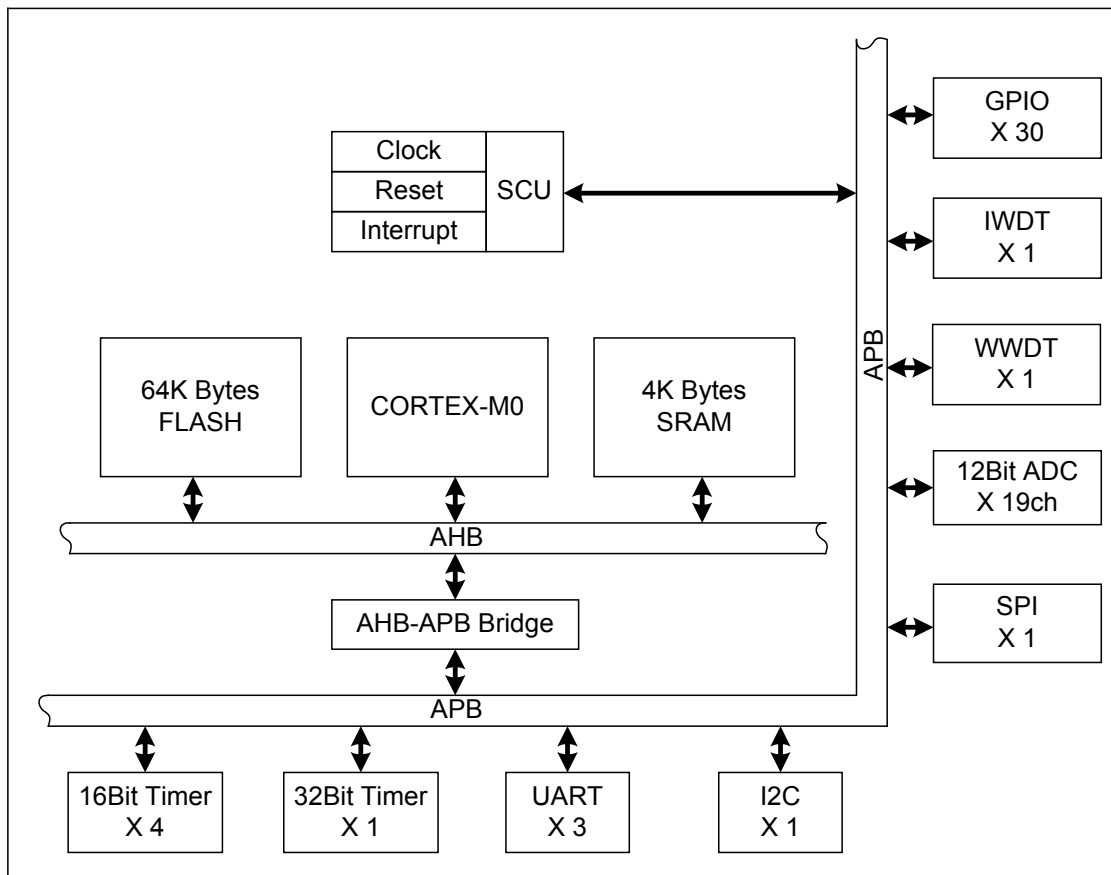 GPIO
X 30
Clock
Reset
Interrupt
SCU
IWDT
X 1
WWDT
X 1
APB
64K Bytes
FLASH
CORTEX-M0
4K Bytes
SRAM
12Bit ADC
X 19ch
AHB
SPI
X 1
AHB-APB Bridge
APB
16Bit Timer
X 4
32Bit Timer
X 1
UART
X 3
I2C
X 1